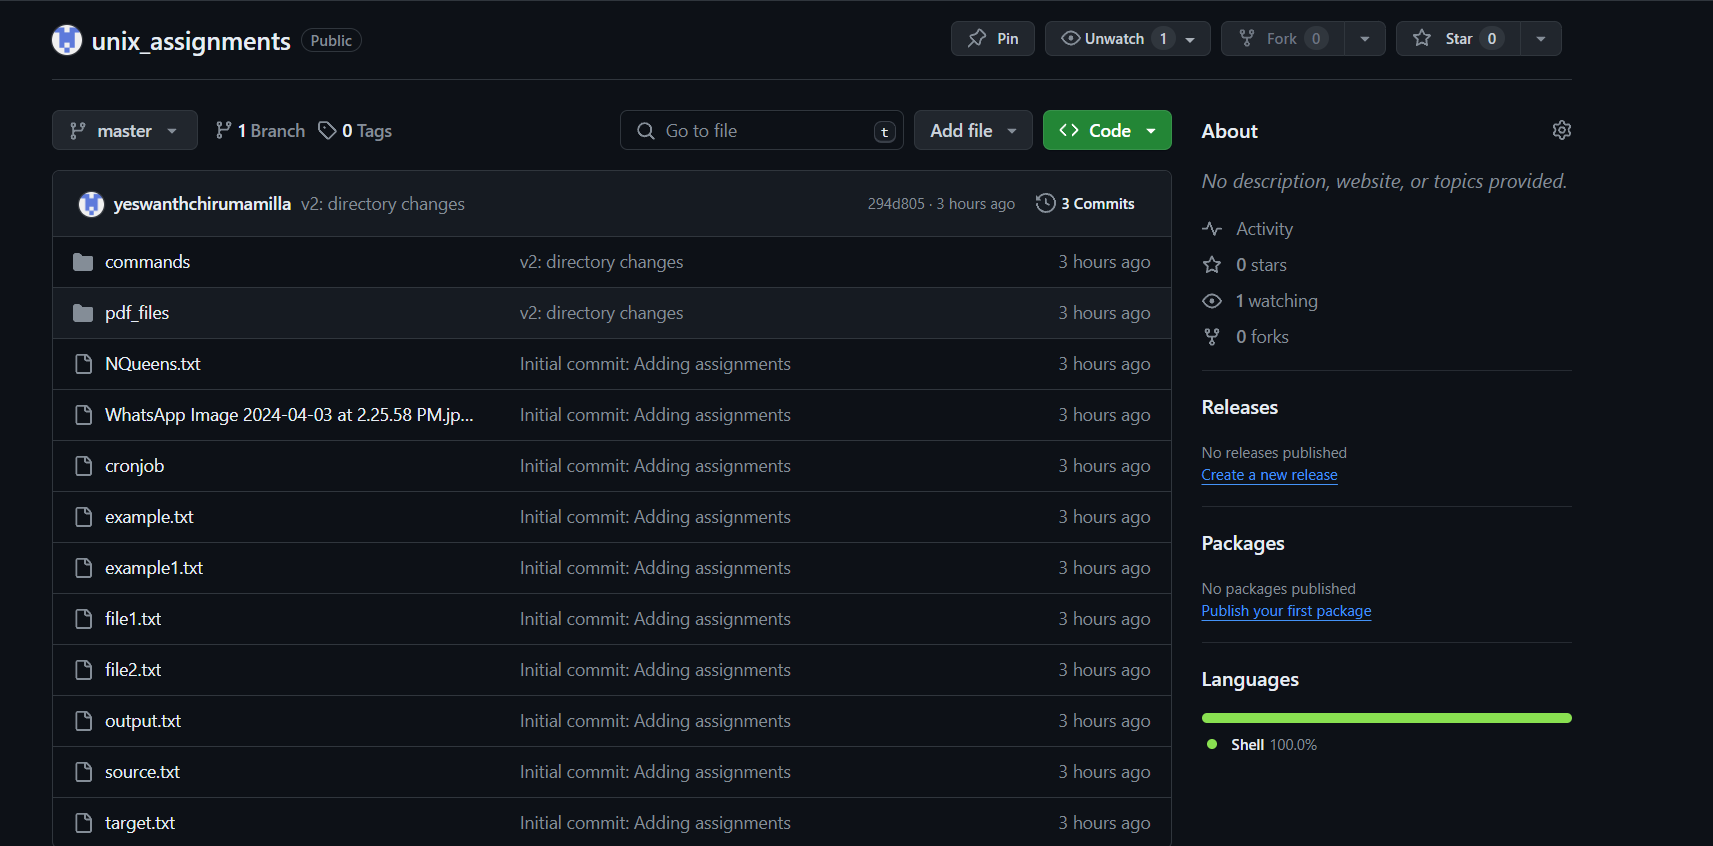 unix_assignments Public Pin Unwatch 1 Fork 0 Star 0
master 1 Branch 0 Tags Go to file t Add file Code
yeswanthchirumamilla v2: directory changes 294d805 · 3 hours ago 3 Commits
commands v2: directory changes 3 hours ago
pdf_files v2: directory changes 3 hours ago
NQueens.txt Initial commit: Adding assignments 3 hours ago
WhatsApp Image 2024-04-03 at 2.25.58 PM.jp... Initial commit: Adding assignments 3 hours ago
cronjob Initial commit: Adding assignments 3 hours ago
example.txt Initial commit: Adding assignments 3 hours ago
example1.txt Initial commit: Adding assignments 3 hours ago
file1.txt Initial commit: Adding assignments 3 hours ago
file2.txt Initial commit: Adding assignments 3 hours ago
output.txt Initial commit: Adding assignments 3 hours ago
source.txt Initial commit: Adding assignments 3 hours ago
target.txt Initial commit: Adding assignments 3 hours ago
About
No description, website, or topics provided.
Activity
0 stars
1 watching
0 forks
Releases
No releases published
Create a new release
Packages
No packages published
Publish your first package
Languages
Shell 100.0%